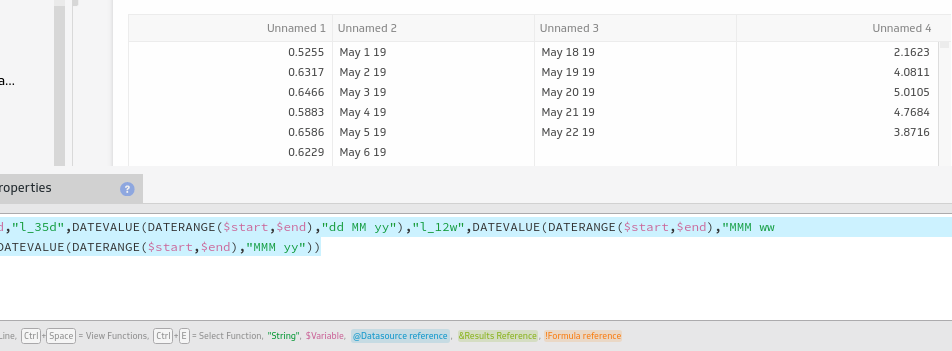 Unnamed 1 Unnamed 2 Unnamed 3 Unnamed 4
0.5255 May 1 19 May 18 19 2.1623
0.6317 May 2 19 May 19 19 4.0811
a...
0.6466 May 3 19 May 20 19 5.0105
0.5883 May 4 19 May 21 19 4.7684
0.6586 May 5 19 May 22 19 3.8716
0.6229 May 6 19
roperties ?
d,"l_35d",DATEVALUE(DATERANGE($start,$end),"dd MM yy"),"l_12w",DATEVALUE(DATERANGE($start,$end),"MMM ww
DATEVALUE(DATERANGE($start,$end),"MMM yy"))
Line, Ctrl+Space = View Functions, Ctrl+E = Select Function, "String", $Variable, @Datasource reference, &Results Reference, !Formula reference